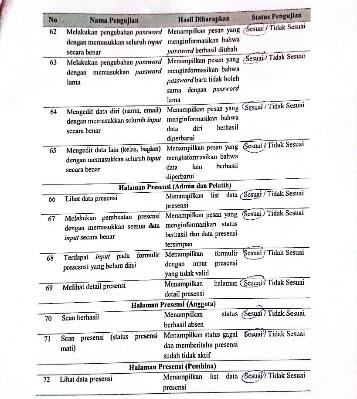 No Nama Pengujian Hasil Diharapkan Status Pengujian
62 Melakukan pengubahan password Menampilkan pesan yang Sesuai / Tidak Sesuai
dengan memasukkan seluruh input menginformasikan bahwa
secara benar password berhasil diubah
63 Melakukan pengubahan password Menampilkan pesan yang Sesuai / Tidak Sesuai
dengan memasukkan password menginformasikan bahwa
lama password baru tidak boleh
sama dengan password
lama
64 Mengedit data diri (nama, email) Menampilkan pesan yang Sesuai / Tidak Sesuai
dengan memasukkan seluruh input menginformasikan bahwa
secara benar data diri berhasil
diperbarui
65 Mengedit data lain (kelas, bagian) Menampilkan pesan yang Sesuai / Tidak Sesuai
dengan memasukkan seluruh input menginformasikan bahwa
secara benar data lain berhasil
diperbarui
Halaman Presensi (Admin dan Pelatih)
66 Lihat data presensi Menampilkan list data Sesuai / Tidak Sesuai
presensi
67 Melakukan pembuatan presensi Menampilkan pesan yang Sesuai / Tidak Sesuai
dengan memasukkan semua data menginformasikan status
input secara benar berhasil dan data presensi
tersimpan
68 Terdapat input pada formulir Menampilkan formulir Sesuai / Tidak Sesuai
presensi yang belum diisi dengan input presensi
yang tidak valid
69 Melihat detail presensi Menampilkan halaman Sesuai / Tidak Sesuai
detail presensi
Halaman Presensi (Anggota)
70 Scan berhasil Menampilkan status Sesuai / Tidak Sesuai
berhasil absen
71 Scan presensi (status presensi Menampilkan status gagal Sesuai / Tidak Sesuai
mati) dan memberitahu presensi
sudah tidak aktif
Halaman Presensi (Pembina)
72 Lihat data presensi Menampilkan list data Sesuai / Tidak Sesuai
presensi